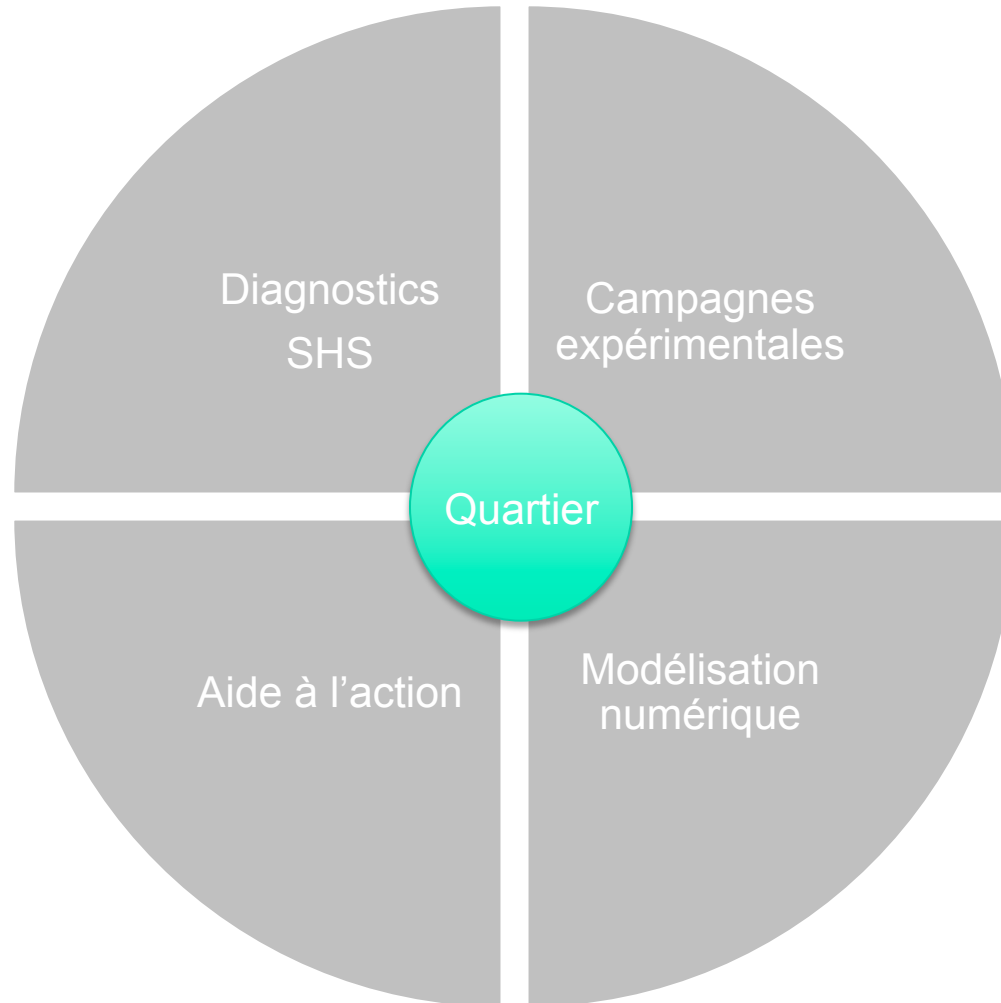 Diagnostics
SHS
Campagnes
expérimentales
Quartier
Aide à l’action
Modélisation
numérique